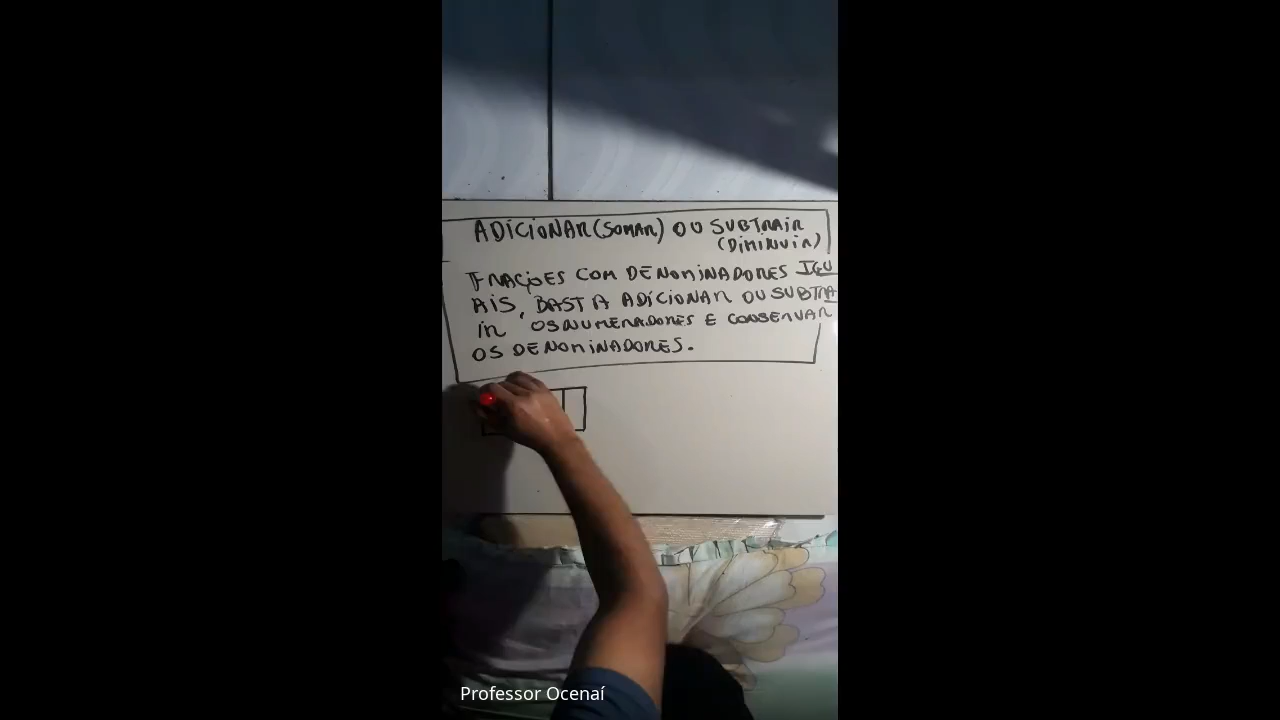 ADICIONAR (SOMAR) OU SUBTRAIR
(DIMINUIR)
FRAÇÕES COM DENOMINADORES IGU
AIS, BASTA ADICIONAR OU SUBTRA
IR OS NUMERADORES E CONSERVAR
OS DENOMINADORES.
Professor Ocenaí